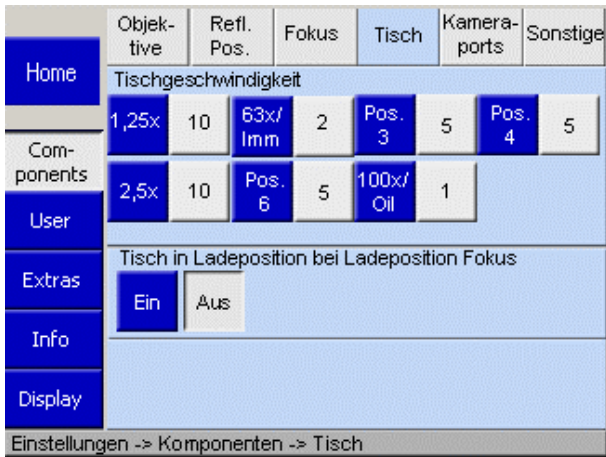 Objek-
tive
Refl.
Pos.
Fokus
Tisch
Kamera-
ports
Sonstige
Home
Com-
ponents
User
Extras
Info
Display
Tischgeschwindigkeit
1,25x
10
63x/
Imm
2
Pos.
3
5
Pos.
4
5
2,5x
10
Pos.
6
5
100x/
Oil
1
Tisch in Ladeposition bei Ladeposition Fokus
Ein
Aus
Einstellungen -> Komponenten -> Tisch